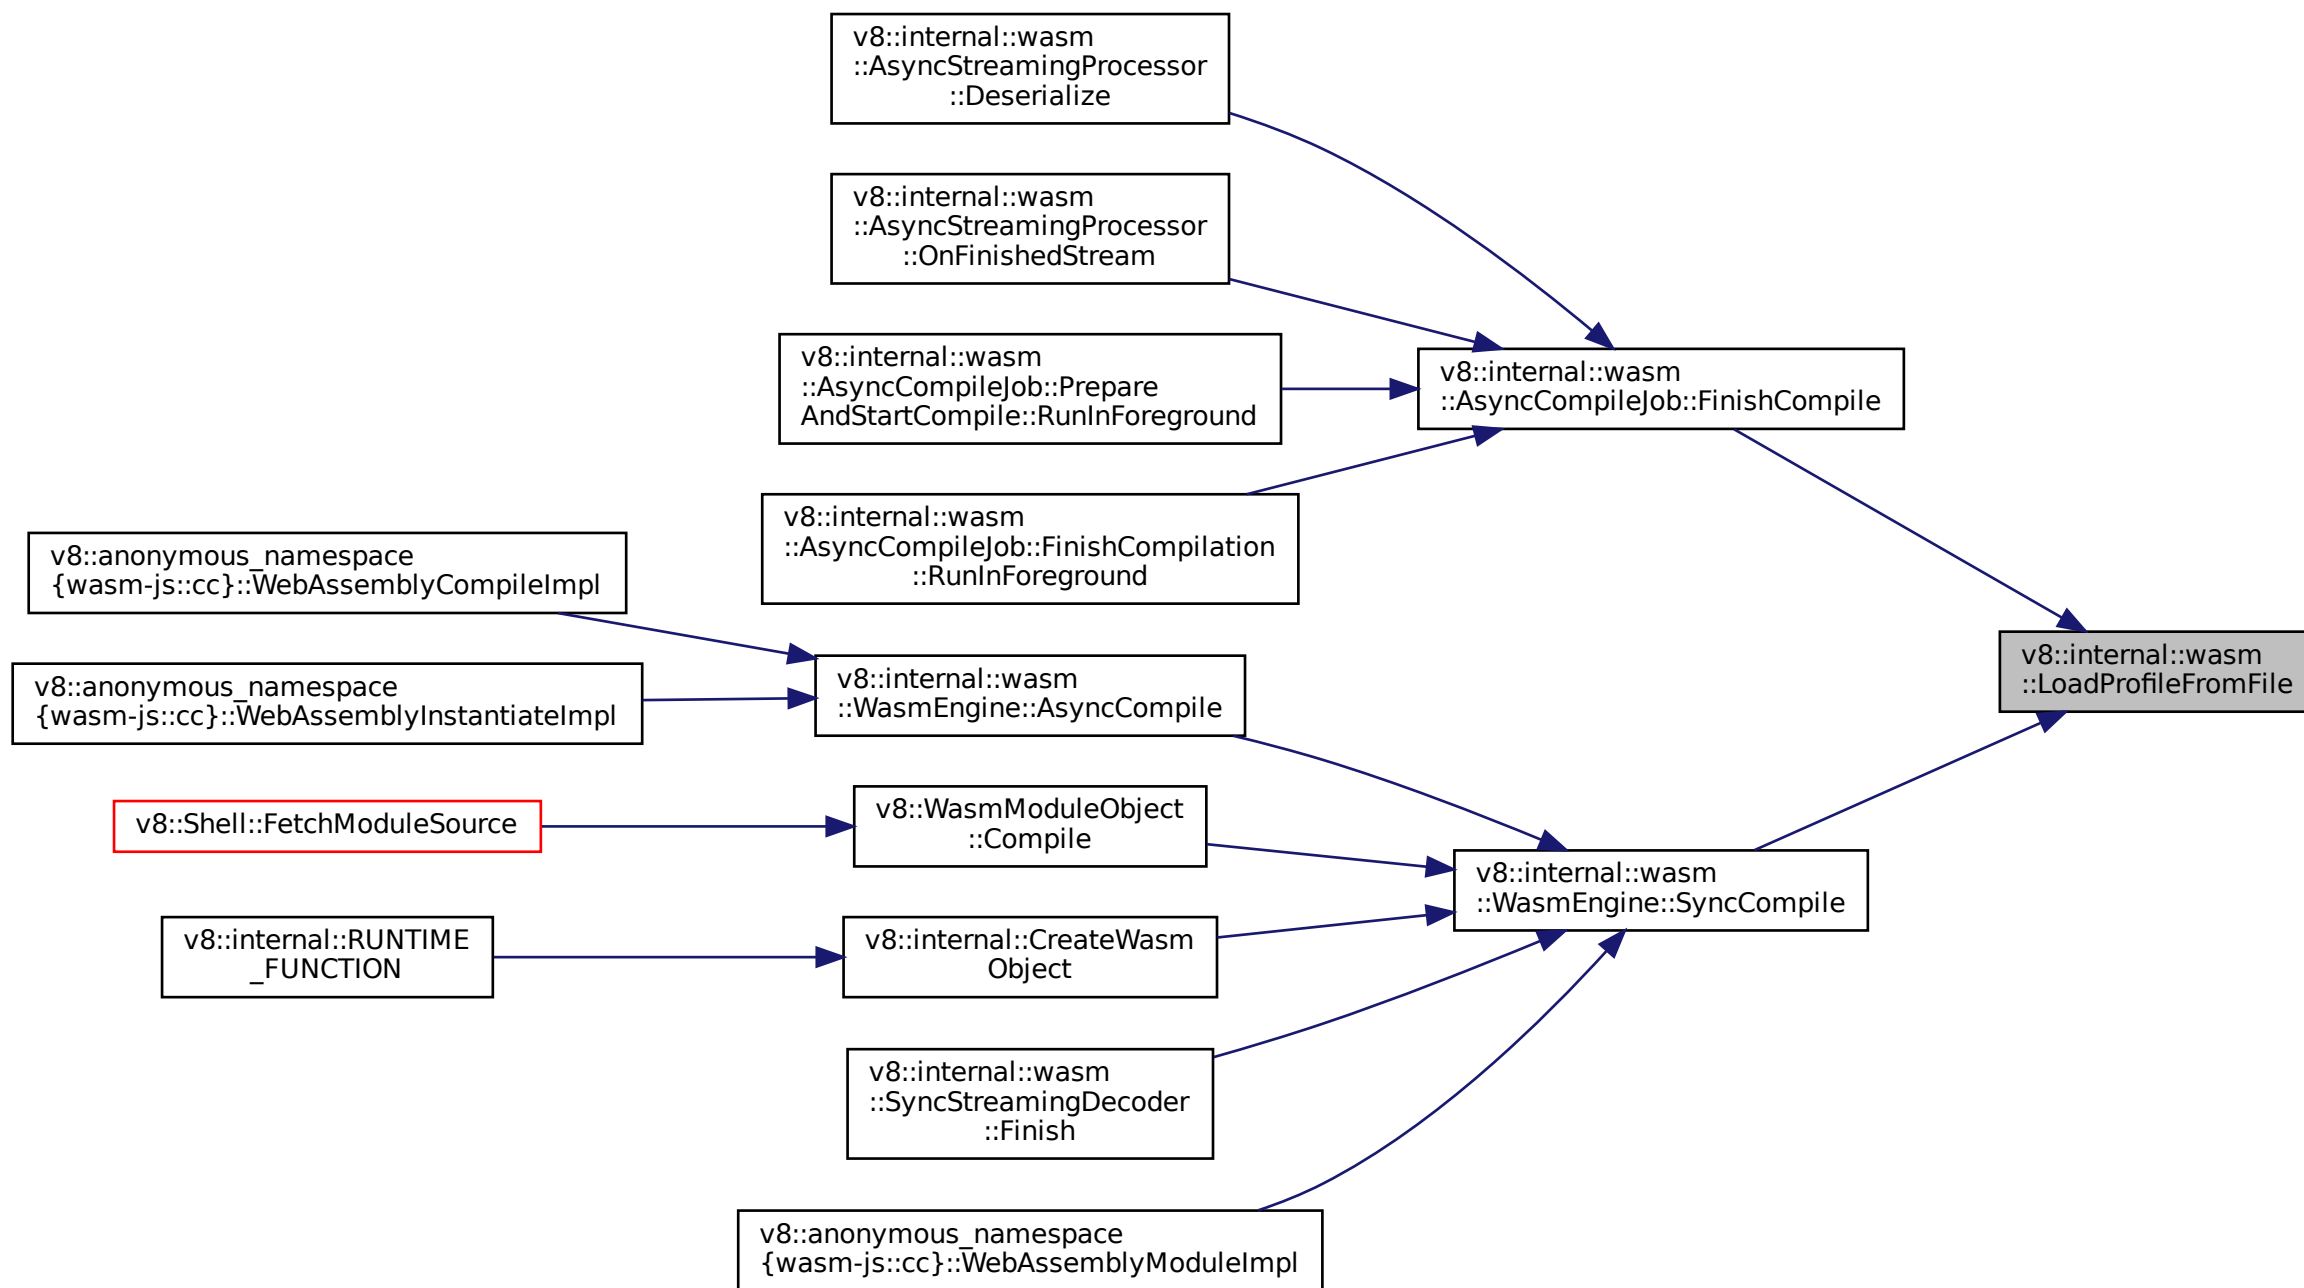 v8::internal::wasm
::AsyncStreamingProcessor
::Deserialize
v8::internal::wasm
::AsyncStreamingProcessor
::OnFinishedStream
v8::internal::wasm
::AsyncCompileJob::Prepare
AndStartCompile::RunInForeground
v8::internal::wasm
::AsyncCompileJob::FinishCompile
v8::internal::wasm
::AsyncCompileJob::FinishCompilation
::RunInForeground
v8::anonymous_namespace
{wasm-js::cc}::WebAssemblyCompileImpl
v8::anonymous_namespace
{wasm-js::cc}::WebAssemblyInstantiateImpl
v8::internal::wasm
::WasmEngine::AsyncCompile
v8::internal::wasm
::LoadProfileFromFile
v8::Shell::FetchModuleSource
v8::WasmModuleObject
::Compile
v8::internal::wasm
::WasmEngine::SyncCompile
v8::internal::RUNTIME
_FUNCTION
v8::internal::CreateWasm
Object
v8::internal::wasm
::SyncStreamingDecoder
::Finish
v8::anonymous_namespace
{wasm-js::cc}::WebAssemblyModuleImpl